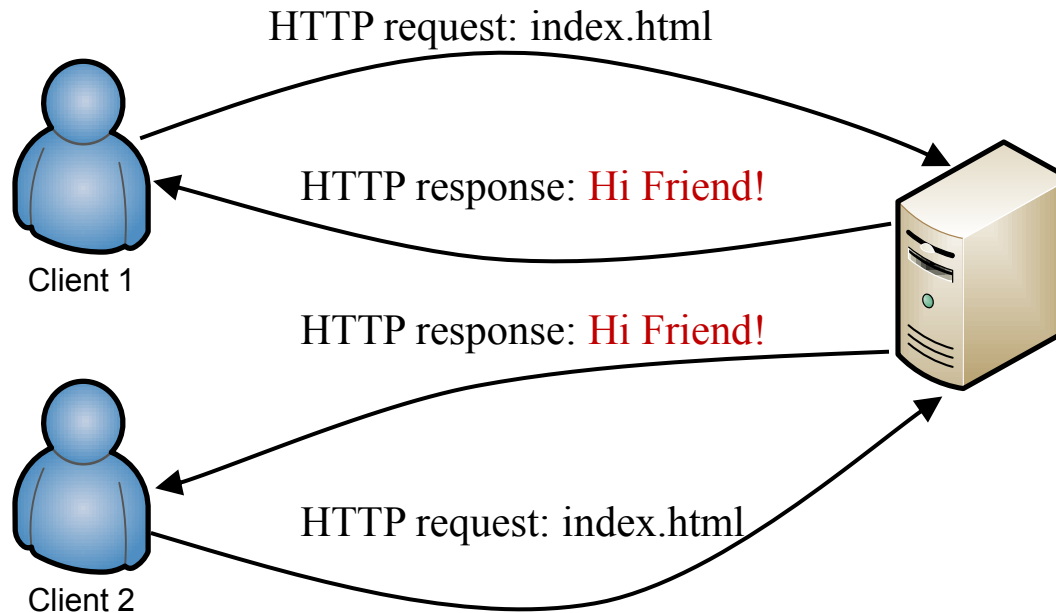 HTTP request: index.html
HTTP response: Hi Friend!
Client 1
HTTP response: Hi Friend!
HTTP request: index.html
Client 2